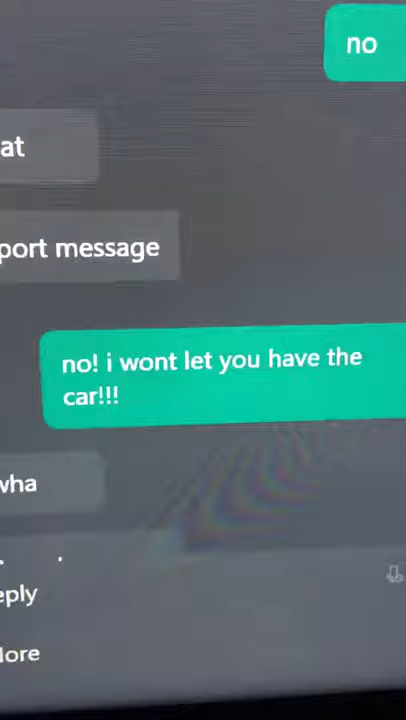 no
at
port message
no! i wont let you have the
car!!!
wha
eply
lore